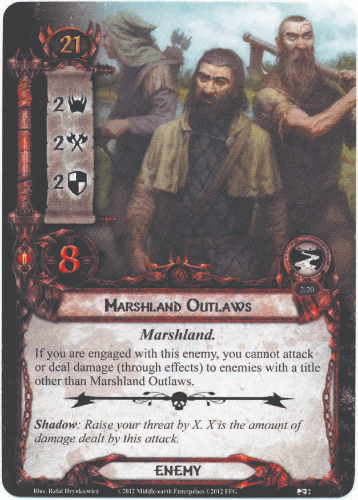 21
2
2
2
8
2/20
Marshland Outlaws
Marshland.
If you are engaged with this enemy, you cannot attack
or deal damage (through effects) to enemies with a title
other than Marshland Outlaws.
Shadow: Raise your threat by X. X is the amount of
damage dealt by this attack.
ENEMY
Illus. Rafał Hrynkiewicz ©2012 Middle-earth Enterprises ©2012 FFG 2